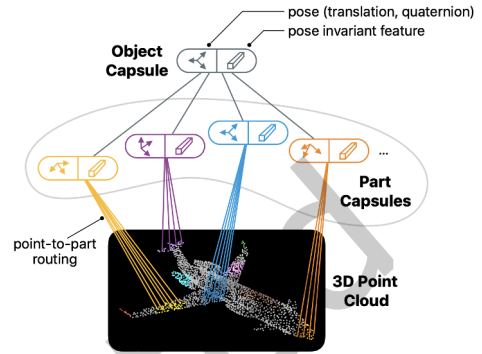 pose (translation, quaternion)
pose invariant feature
Object
Capsule
...
Part
Capsules
point-to-part
routing
3D Point
Cloud